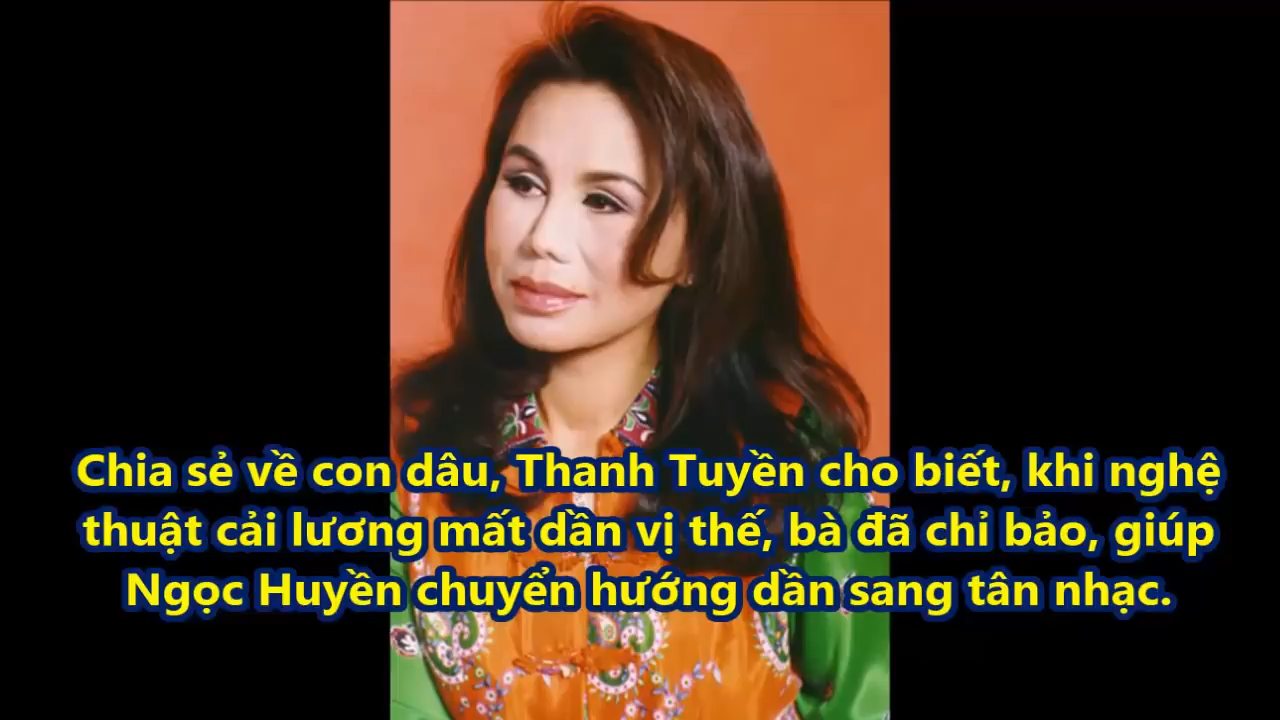 Chia sẻ về con dâu, Thanh Tuyền cho biết, khi nghệ
thuật cải lương mất dần vị thế, bà đã chỉ bảo, giúp
Ngọc Huyền chuyển hướng dần sang tân nhạc.